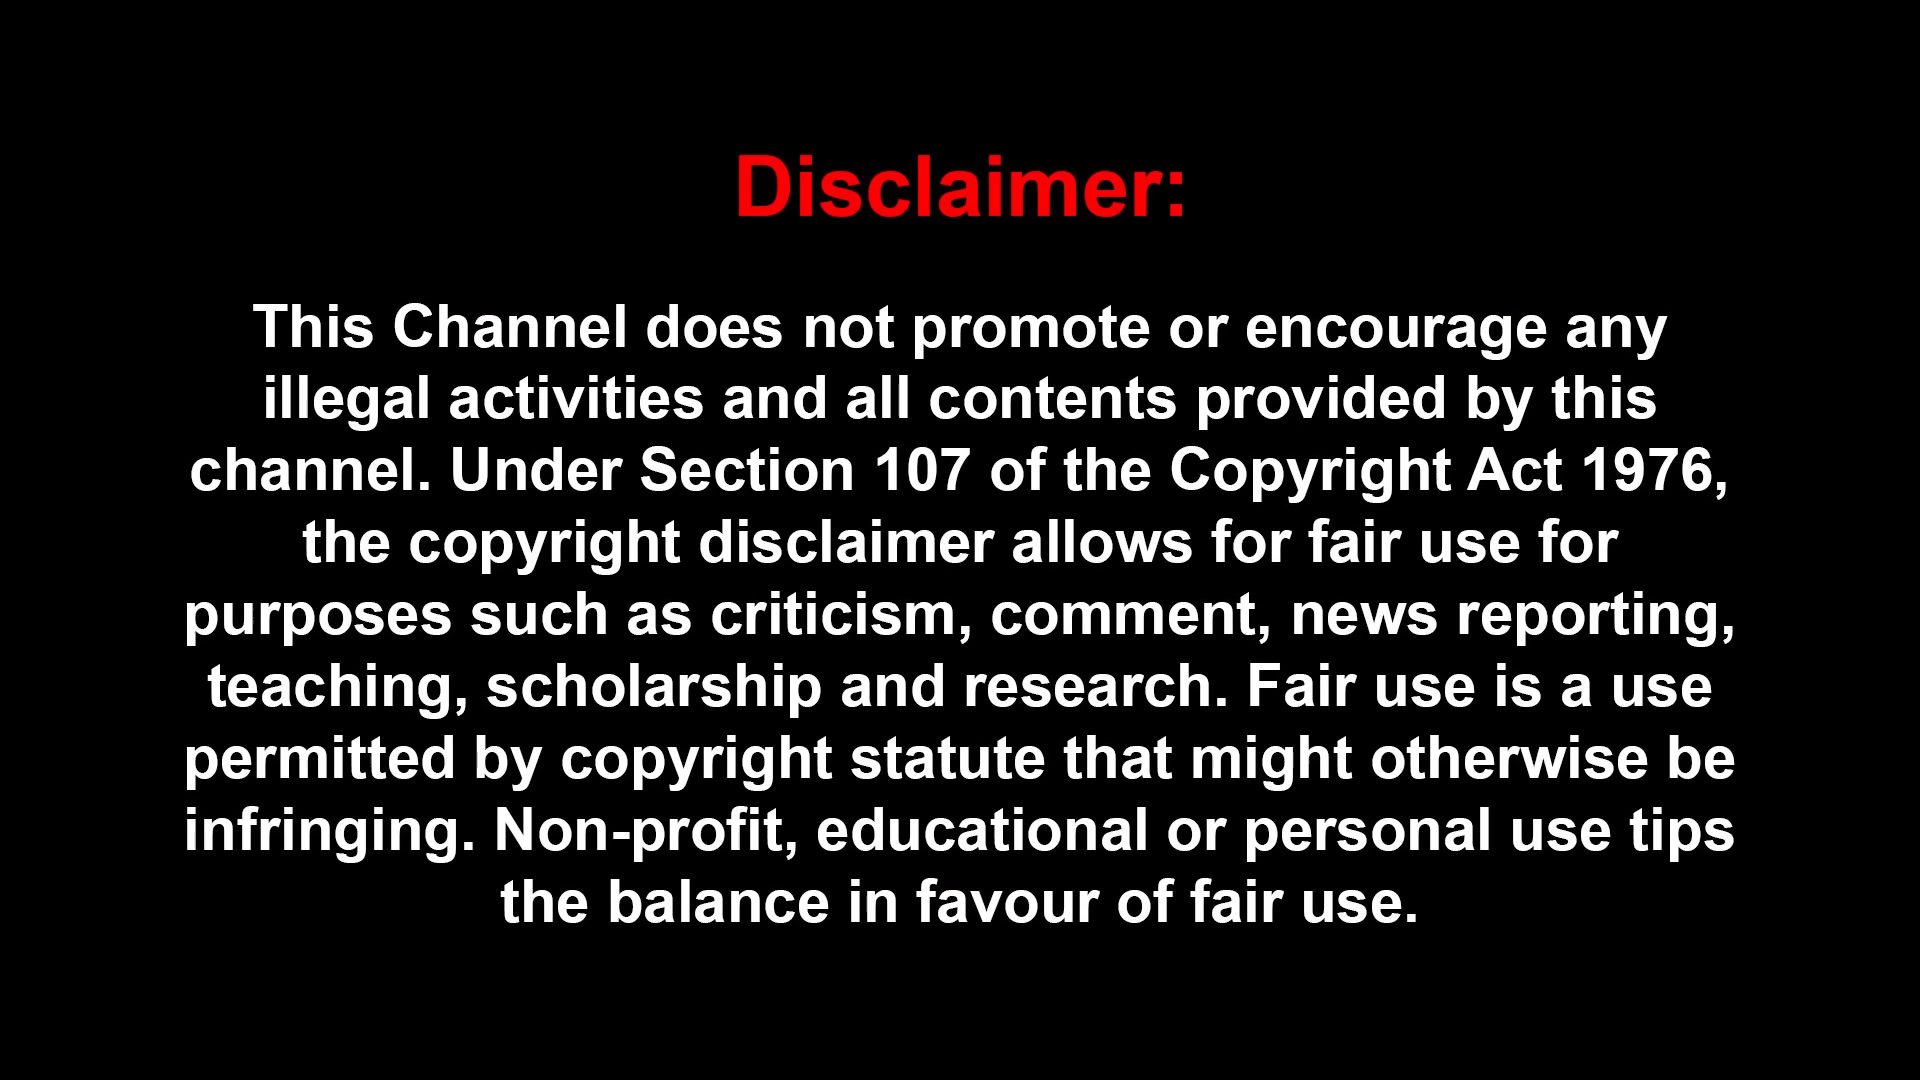 Disclaimer:
This Channel does not promote or encourage any
illegal activities and all contents provided by this
channel. Under Section 107 of the Copyright Act 1976,
the copyright disclaimer allows for fair use for
purposes such as criticism, comment, news reporting,
teaching, scholarship and research. Fair use is a use
permitted by copyright statute that might otherwise be
infringing. Non-profit, educational or personal use tips
the balance in favour of fair use.